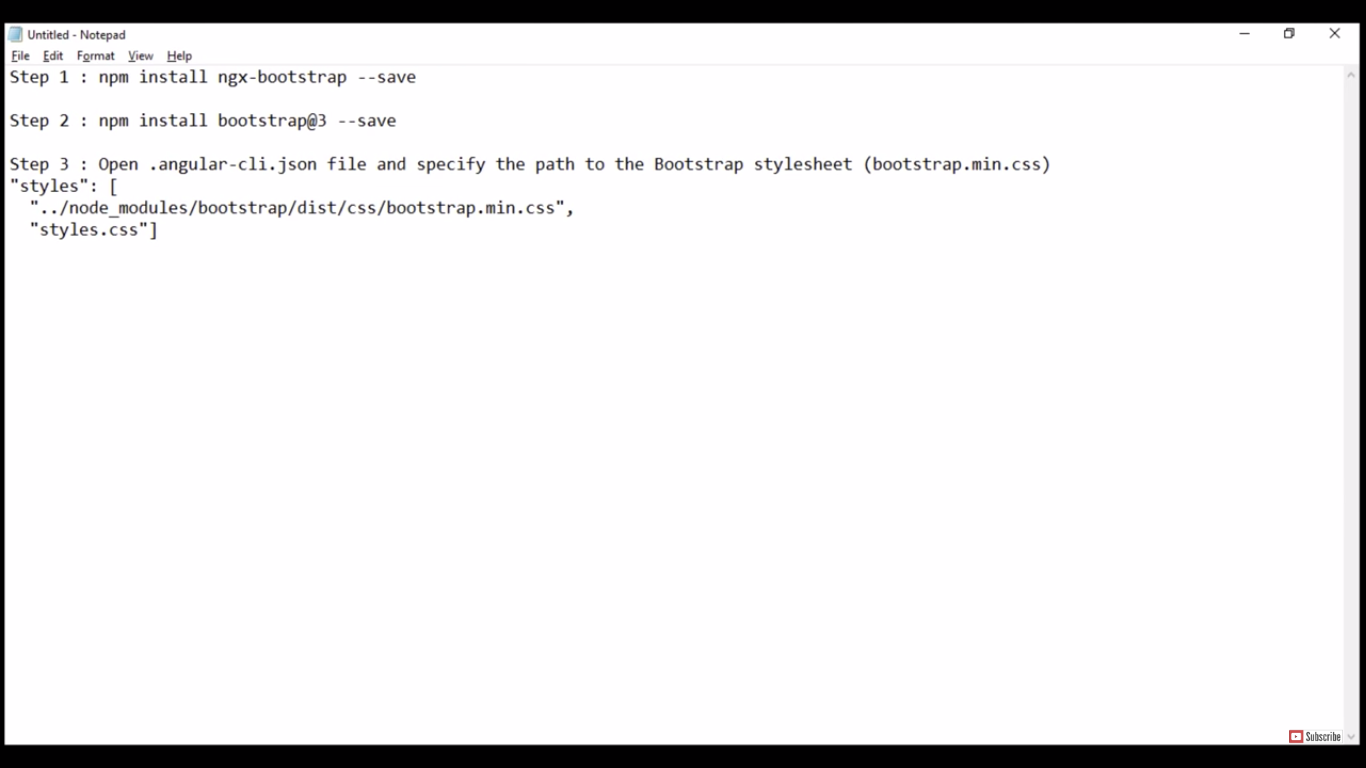 Untitled - Notepad
File Edit Format View Help
Step 1 : npm install ngx-bootstrap --save
Step 2 : npm install bootstrap@3 --save
Step 3 : Open .angular-cli.json file and specify the path to the Bootstrap stylesheet (bootstrap.min.css)
"styles": [
"../node_modules/bootstrap/dist/css/bootstrap.min.css",
"styles.css"]
Subscribe